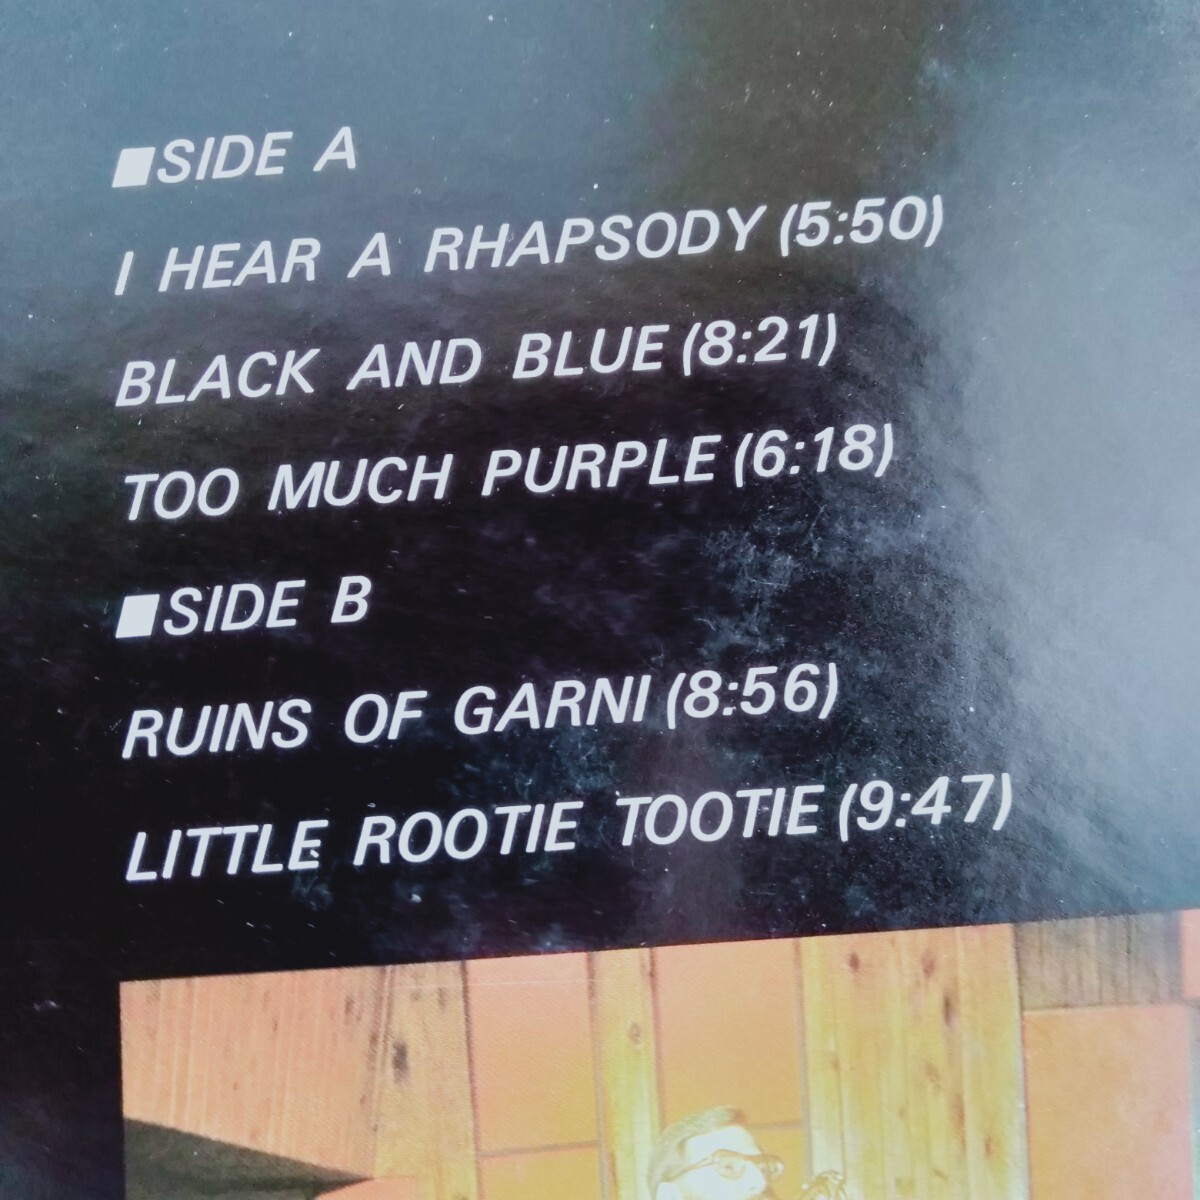 ■SIDE A
I HEAR A RHAPSODY (5:50)
BLACK AND BLUE (8:21)
TOO MUCH PURPLE (6:18)
■SIDE B
RUINS OF GARNI (8:56)
LITTLE ROOTIE TOOTIE (9:47)